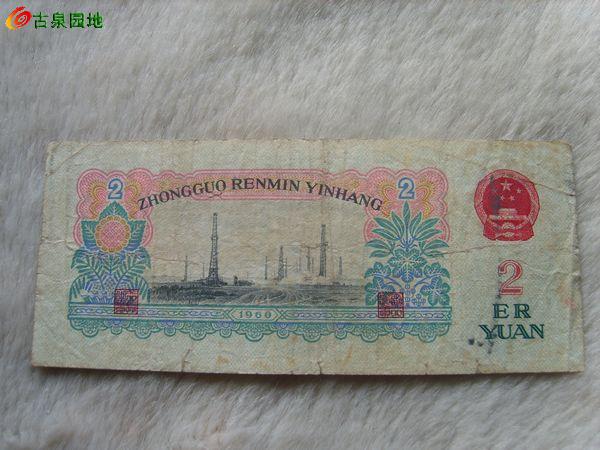 古泉园地
2 2
ZHONGGUO RENMIN YINHANG
1960
2
ER
YUAN